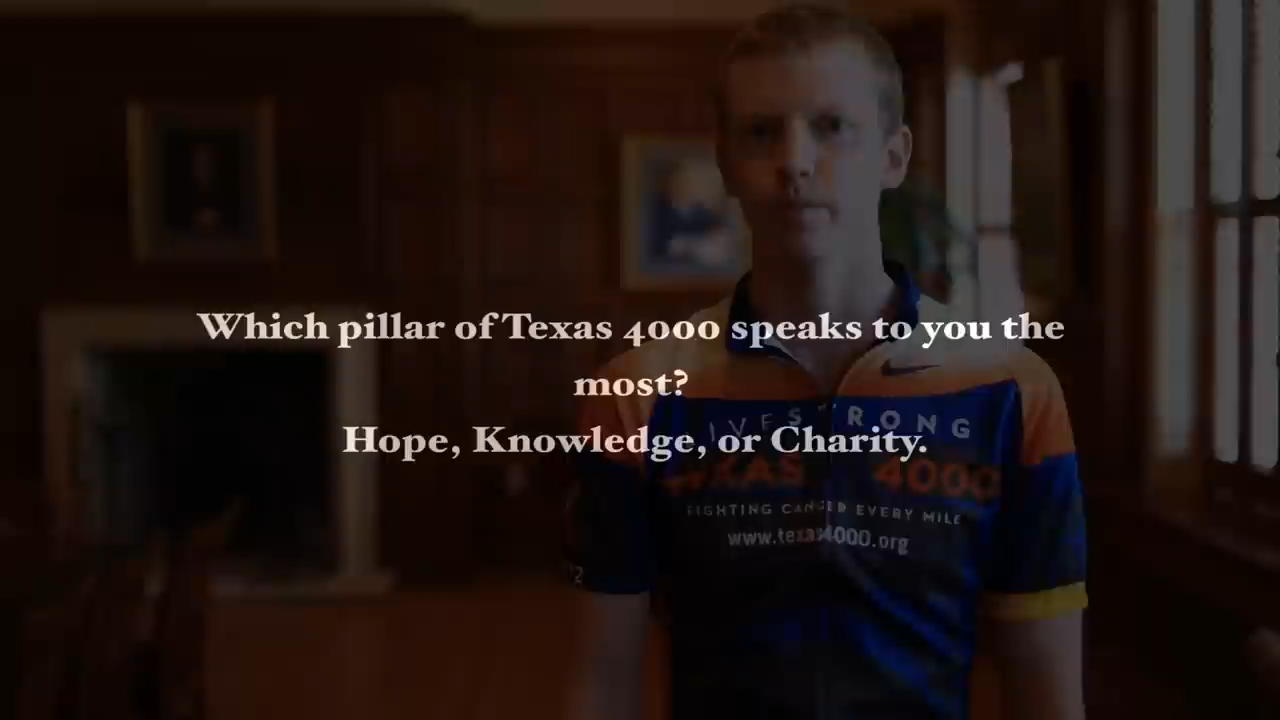 Which pillar of Texas 4000 speaks to you the
most?
Hope, Knowledge, or Charity.
LIVESTRONG
TEXAS 4000
FIGHTING CANCER EVERY MILE
www.texas4000.org